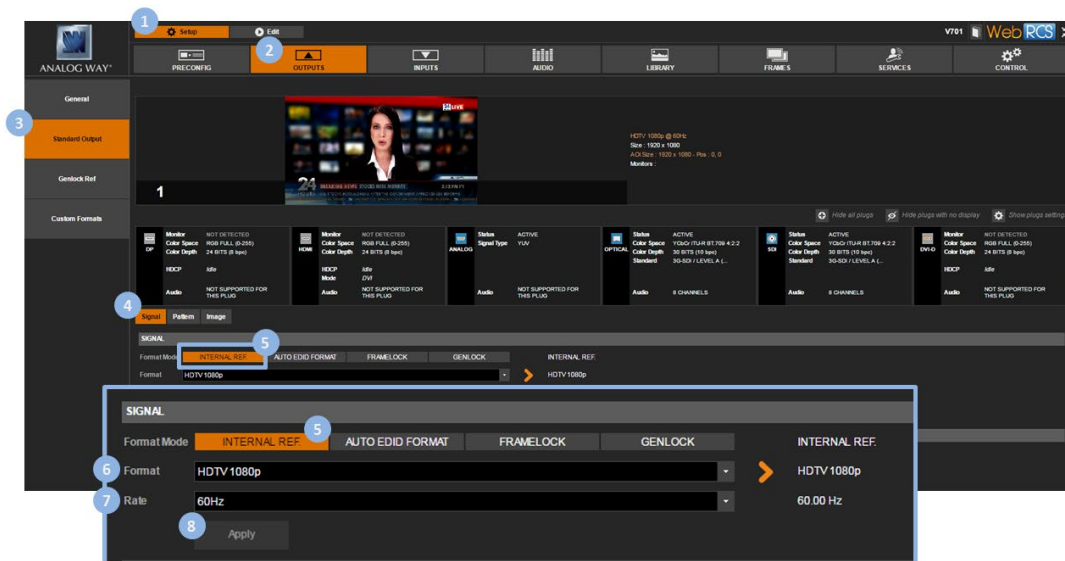 1
Setup
Edit
V701
Web RCS
ANALOG WAY®
2
PRECONFIG
OUTPUTS
INPUTS
AUDIO
LIBRARY
FRAMES
SERVICES
CONTROL
General
3
Standard Output
Genlock Ref
Custom Formats
24 LIVE
24
BREAKING NEWS
1
HDTV 1080p @ 60Hz
Size : 1920 x 1080
AOI Size : 1920 x 1080 - Pos : 0, 0
Monitors :
Hide all plugs
Hide plugs with no display
Show plugs setting
DP
Monitor NOT DETECTED
Color Space RGB FULL (0-255)
Color Depth 24 BITS (8 bpc)
HDCP Idle
Audio NOT SUPPORTED FOR THIS PLUG
HDMI
Monitor NOT DETECTED
Color Space RGB FULL (0-255)
Color Depth 24 BITS (8 bpc)
HDCP Idle
Mode DVI
Audio NOT SUPPORTED FOR THIS PLUG
ANALOG
Status ACTIVE
Signal Type YUV
Audio NOT SUPPORTED FOR THIS PLUG
OPTICAL
Status ACTIVE
Color Space YCbCr ITU-R BT.709 4:2:2
Color Depth 30 BITS (10 bpc)
Standard 3G-SDI / LEVEL A (...
Audio 8 CHANNELS
SDI
Status ACTIVE
Color Space YCbCr ITU-R BT.709 4:2:2
Color Depth 30 BITS (10 bpc)
Standard 3G-SDI / LEVEL A (...
Audio 8 CHANNELS
DVI-D
Monitor NOT DETECTED
Color Space RGB FULL (0-255)
Color Depth 24 BITS (8 bpc)
HDCP Idle
Audio NOT SUPPORTED FOR THIS PLUG
4
Signal
Pattern
Image
SIGNAL
5
Format Mode INTERNAL REF. AUTO EDID FORMAT FRAMELOCK GENLOCK INTERNAL REF.
Format HDTV 1080p HDTV 1080p
SIGNAL
5
Format Mode INTERNAL REF. AUTO EDID FORMAT FRAMELOCK GENLOCK INTERNAL REF.
6 Format HDTV 1080p HDTV 1080p
7 Rate 60Hz 60.00 Hz
8 Apply